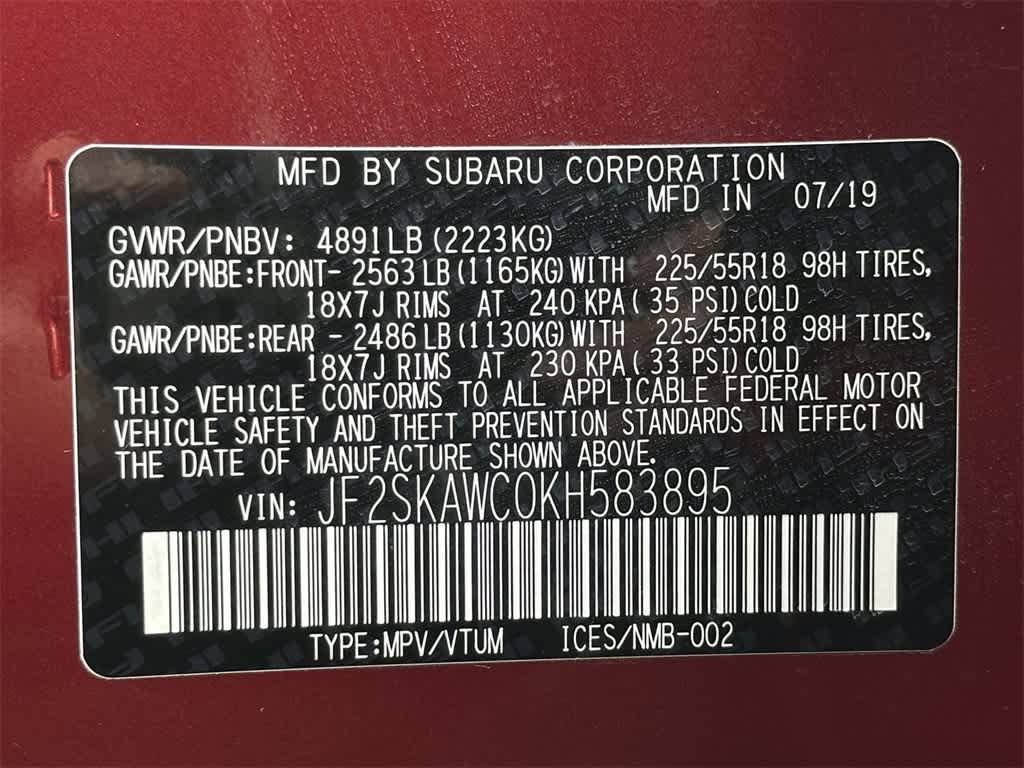 MFD BY SUBARU CORPORATION
MFD IN 07/19
GVWR/PNBV: 4891LB (2223KG)
GAWR/PNBE:FRONT- 2563LB (1165KG) WITH 225/55R18 98H TIRES,
18X7J RIMS AT 240 KPA (35 PSI) COLD
GAWR/PNBE:REAR - 2486LB (1130KG) WITH 225/55R18 98H TIRES,
18X7J RIMS AT 230 KPA (33 PSI) COLD
THIS VEHICLE CONFORMS TO ALL APPLICABLE FEDERAL MOTOR
VEHICLE SAFETY AND THEFT PREVENTION STANDARDS IN EFFECT ON
THE DATE OF MANUFACTURE SHOWN ABOVE.
VIN: JF2SKAWC0KH583895
TYPE:MPV/VTUM ICES/NMB-002